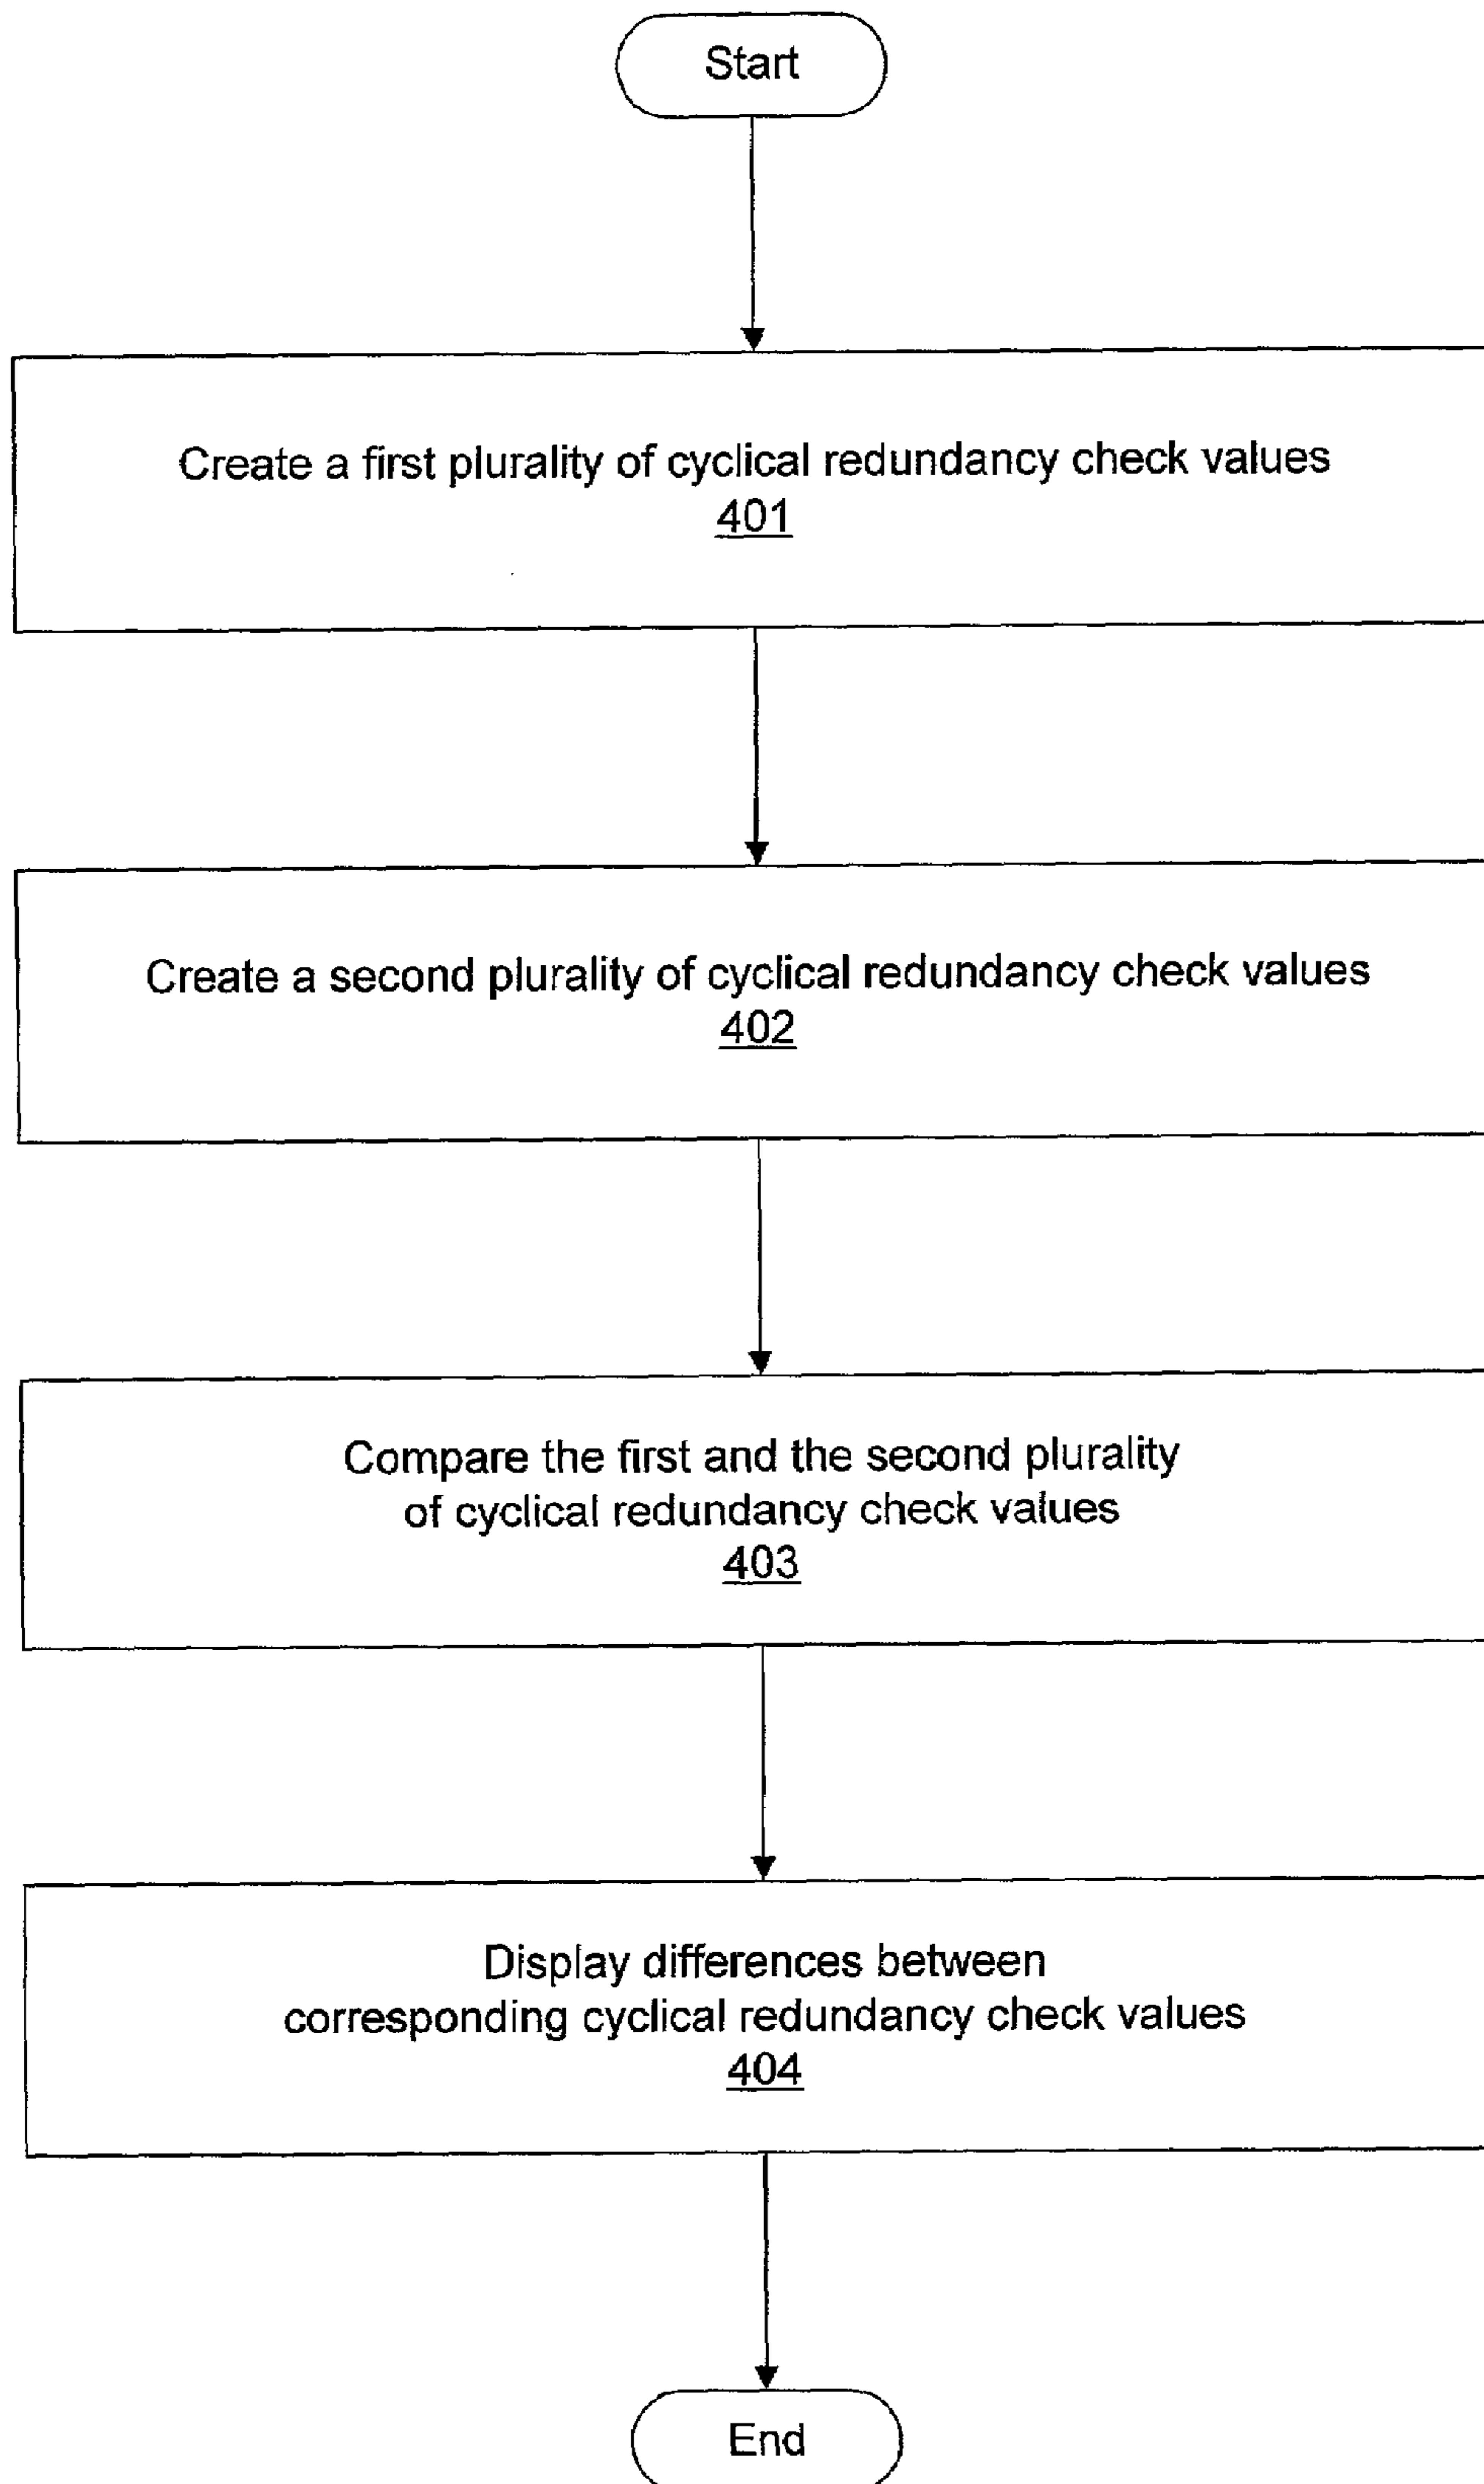 Start
Create a first plurality of cyclical redundancy check values
401
Create a second plurality of cyclical redundancy check values
402
Compare the first and the second plurality
of cyclical redundancy check values
403
Display differences between
corresponding cyclical redundancy check values
404
End